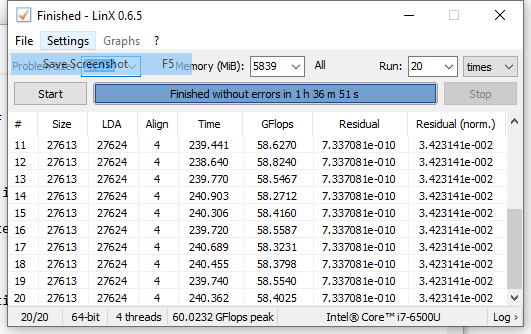 Finished - LinX 0.6.5
File Settings Graphs ?
Save Screenshot F5
Memory (MiB): 5839 All Run: 20 times
Start Finished without errors in 1 h 36 m 51 s Stop
# Size LDA Align Time GFlops Residual Residual (norm.)
11 27613 27624 4 239.441 58.6270 7.337081e-010 3.423141e-002
12 27613 27624 4 238.640 58.8240 7.337081e-010 3.423141e-002
13 27613 27624 4 239.770 58.5467 7.337081e-010 3.423141e-002
14 27613 27624 4 240.903 58.2712 7.337081e-010 3.423141e-002
15 27613 27624 4 240.306 58.4160 7.337081e-010 3.423141e-002
16 27613 27624 4 239.720 58.5587 7.337081e-010 3.423141e-002
17 27613 27624 4 240.689 58.3231 7.337081e-010 3.423141e-002
18 27613 27624 4 240.455 58.3798 7.337081e-010 3.423141e-002
19 27613 27624 4 239.740 58.5540 7.337081e-010 3.423141e-002
20 27613 27624 4 240.362 58.4025 7.337081e-010 3.423141e-002
20/20 64-bit 4 threads 60.0232 GFlops peak Intel® Core™ i7-6500U Log ›